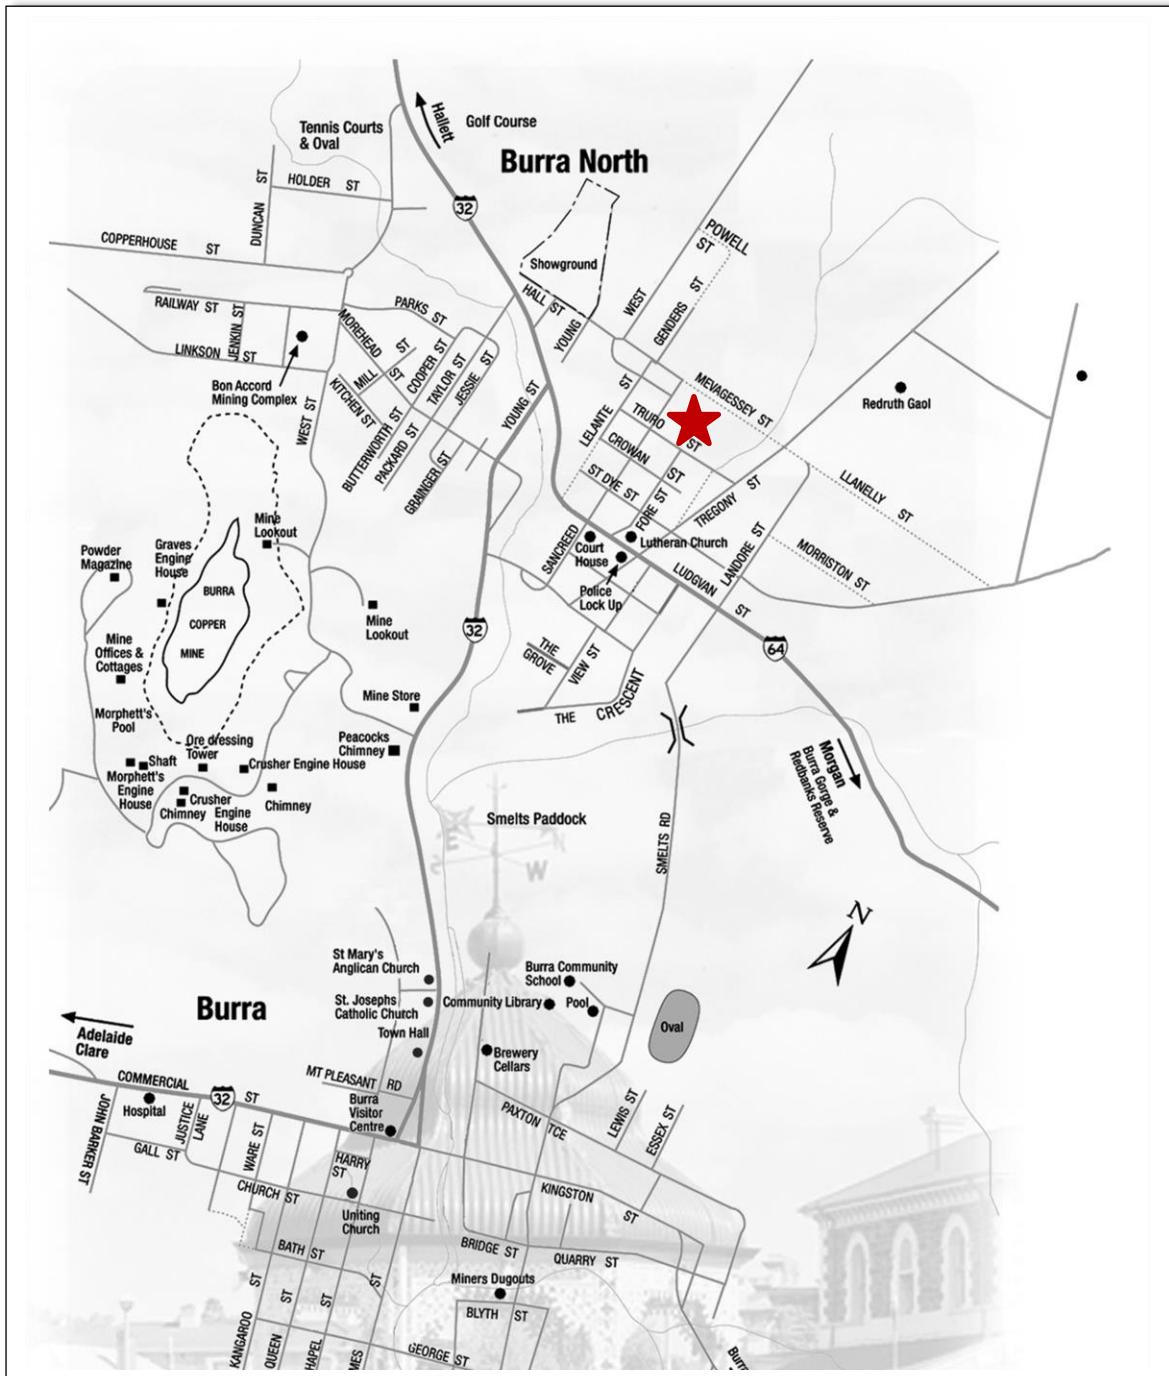 Hallett
Golf Course
Tennis Courts
& Oval
Burra North
HOLDER ST
DUNCAN ST
32
COPPERHOUSE ST
POWELL
ST
Showground
HALL ST
YOUNG
WEST
GENDERS ST
RAILWAY ST
JENKIN ST
LINKSON ST
PARKS ST
MOREHEAD
ST
MILL ST
KITCHEN ST
COOPER ST
TAYLOR ST
JESSIE ST
BUTTERWORTH ST
PACKARD ST
GRAINGER ST
YOUNG ST
WEST ST
Bon Accord
Mining Complex
LELANTE ST
MEVAGESSEY ST
TRURO ST
CROWAN ST
ST DYE ST
FORE ST
TREGONY ST
SANCREED
LANDORE ST
Redruth Gaol
LLANELLY ST
MORRISTON ST
Court
House
Lutheran Church
Police
Lock Up
LUDGVAN ST
64
Mine
Lookout
Powder
Magazine
Graves
Engine
House
BURRA
COPPER
MINE
Mine
Lookout
32
THE
GROVE
VIEW ST
THE CRESCENT
Mine
Offices &
Cottages
Morphett's
Pool
Mine Store
Peacocks
Chimney
Ore dressing
Tower
Shaft
Crusher Engine House
Morphett's
Engine
House
Chimney
Crusher
Engine
House
Chimney
Morgan
Burra Gorge &
Redbanks Reserve
Smelts Paddock
SMELTS RD
N
E
S
W
N
St Mary's
Anglican Church
Burra Community
School
Burra
St. Josephs
Catholic Church
Community Library
Pool
Oval
Town Hall
Adelaide
Clare
Brewery
Cellars
COMMERCIAL ST
32
MT PLEASANT RD
Hospital
Burra
Visitor
Centre
JOHN BARKER ST
JUSTICE
LANE
GALL ST
WARE ST
HARRY
ST
PAXTON TCE
LEWIS ST
ESSEX ST
CHURCH ST
Uniting
Church
KINGSTON ST
BATH ST
BRIDGE ST
QUARRY ST
Miners Dugouts
BLYTH ST
KANGAROO ST
QUEEN ST
HAPEL ST
MES ST
GEORGE ST
Burra